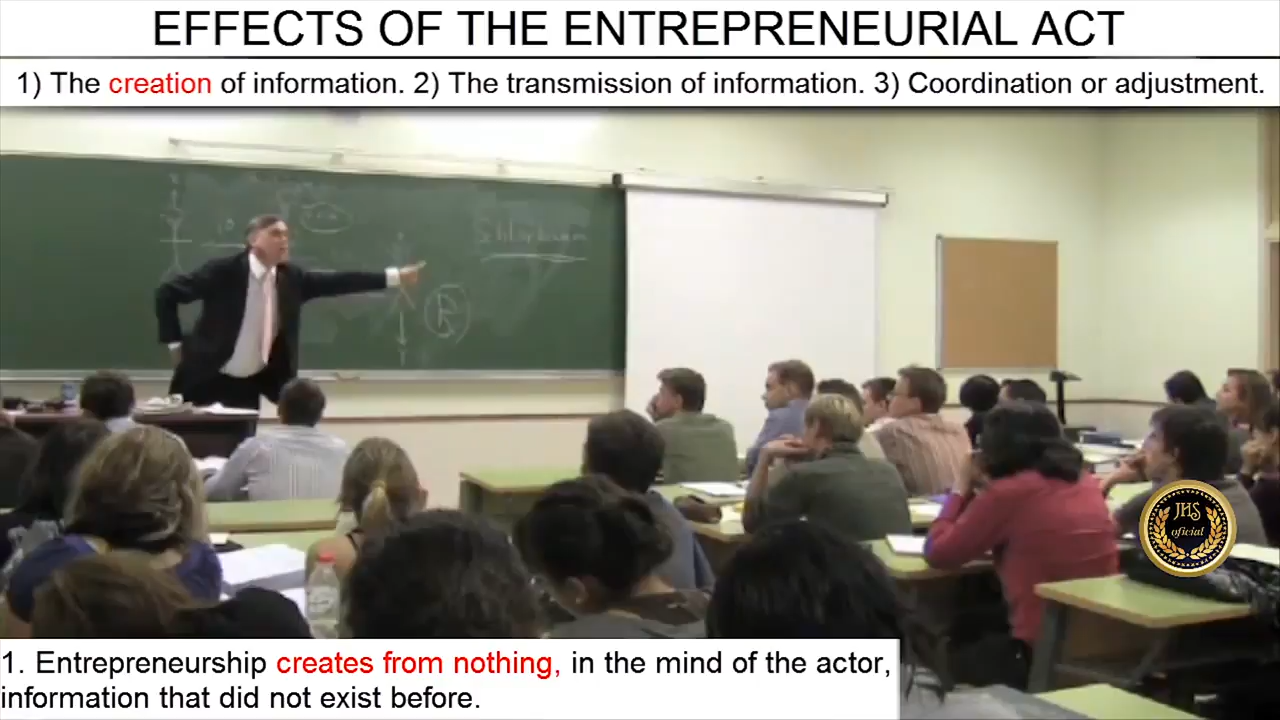 EFFECTS OF THE ENTREPRENEURIAL ACT
1) The creation of information. 2) The transmission of information. 3) Coordination or adjustment.
JHS
oficial
1. Entrepreneurship creates from nothing, in the mind of the actor,
information that did not exist before.